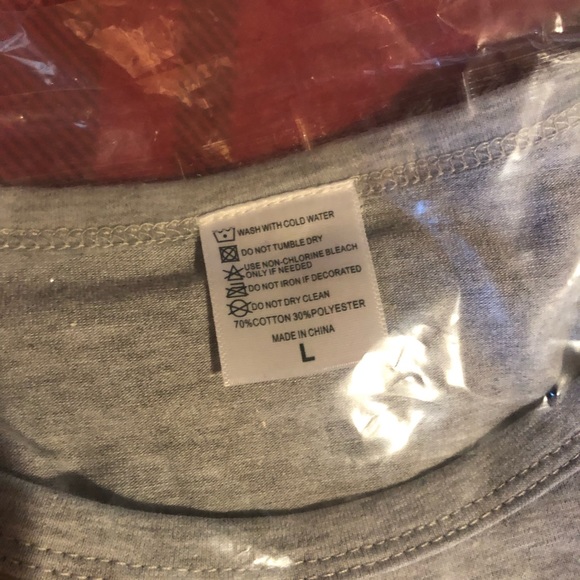 WASH WITH COLD WATER
DO NOT TUMBLE DRY
USE NON-CHLORINE BLEACH
ONLY IF NEEDED
DO NOT IRON IF DECORATED
DO NOT DRY CLEAN
70%COTTON 30%POLYESTER
MADE IN CHINA
L